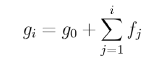 $g_i = g_0 + \sum_{j=1}^{i} f_j$